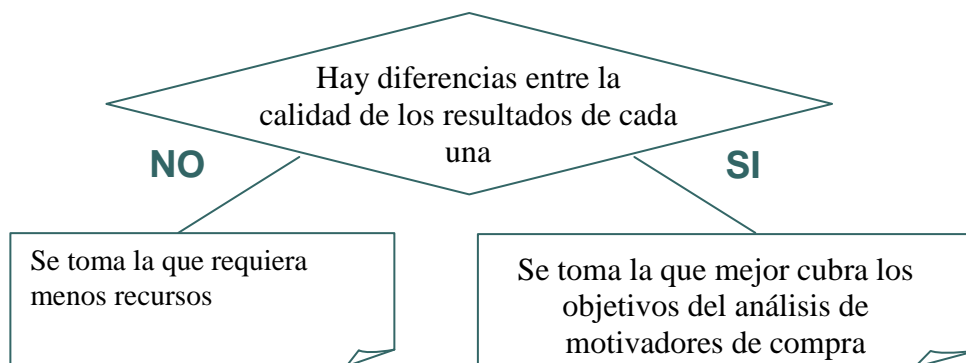 Hay diferencias entre la
calidad de los resultados de cada
una
NO
SI
Se toma la que requiera
menos recursos
Se toma la que mejor cubra los
objetivos del análisis de
motivadores de compra